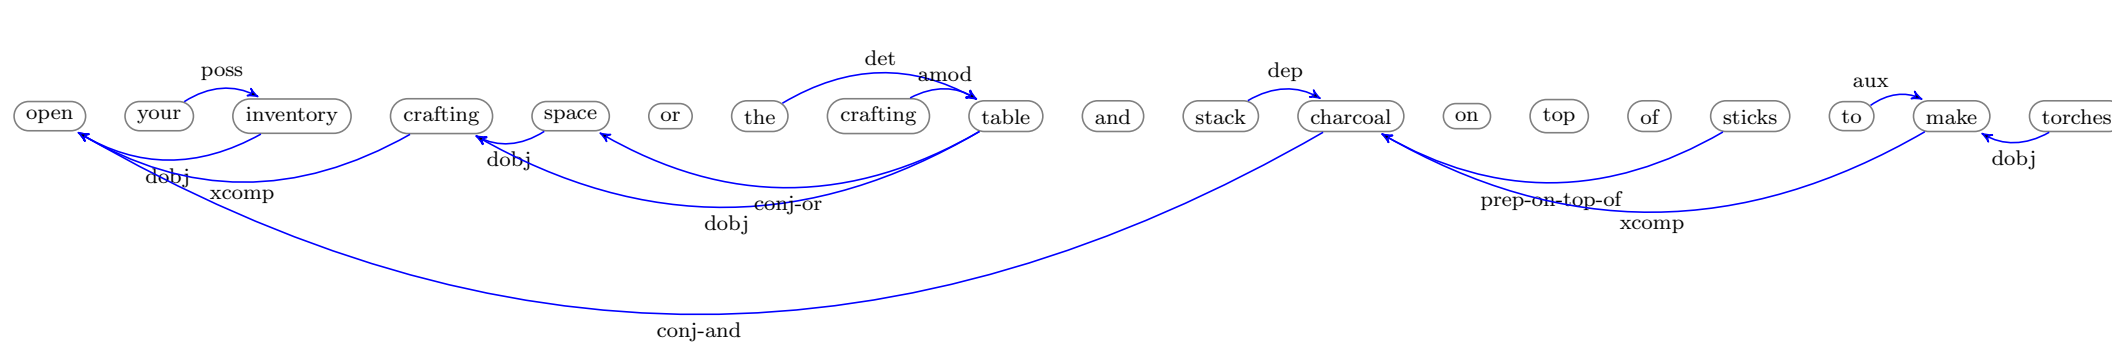 det
poss amod dep aux
open your inventory crafting space or the crafting table and stack charcoal on top of sticks to make torches
dobj dobj
dobj xcomp conj-or prep-on-top-of
dobj xcomp
conj-and